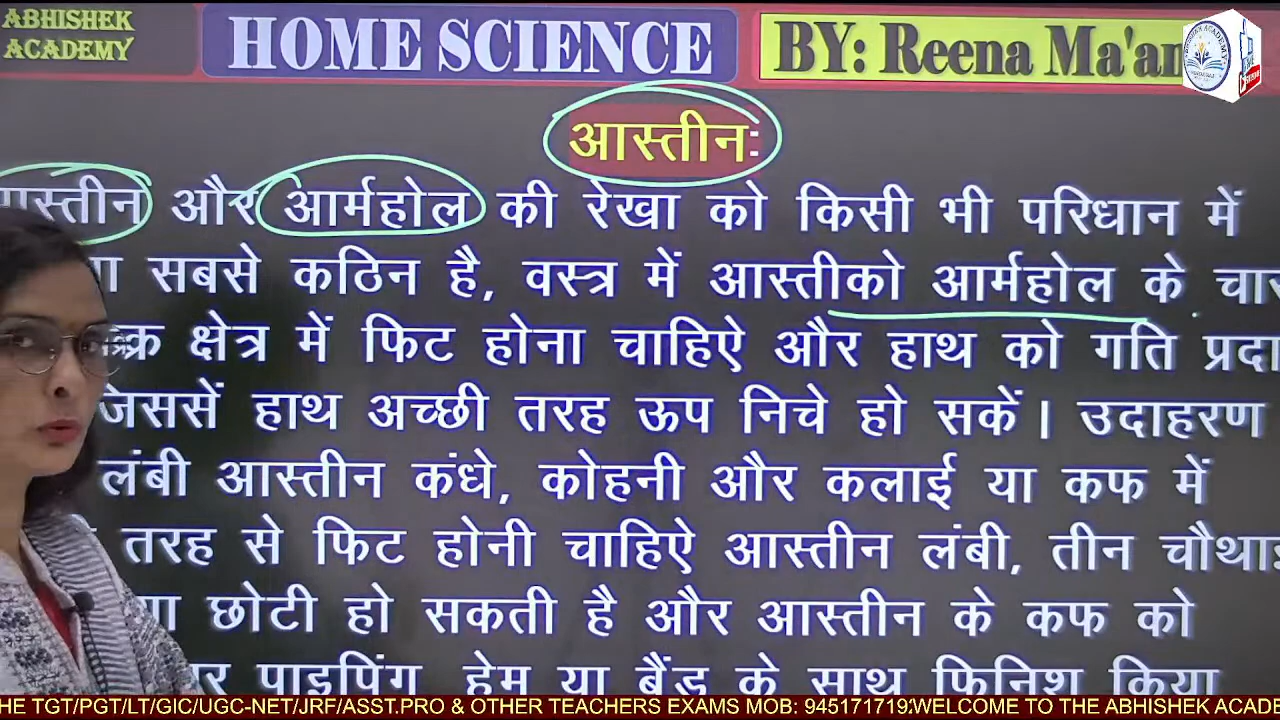 ABHISHEK
ACADEMY
HOME SCIENCE
BY: Reena Ma'am
आस्तीन:
आस्तीन और आर्महोल की रेखा को किसी भी परिधान में
सबसे कठिन है, वस्त्र में आस्तीको आर्महोल के
क्षेत्र में फिट होना चाहिऐ और हाथ को गति
जिससें हाथ अच्छी तरह ऊप निचे हो सकें। उदाहरण
लंबी आस्तीन कंधे, कोहनी और कलाई या कफ में
तरह से फिट होनी चाहिऐ आस्तीन लंबी, तीन
छोटी हो सकती है और आस्तीन के कफ को
पाइपिंग, हेम या बैंड के साथ फिनिश किया
THE TGT/PGT/LT/GIC/UGC-NET/JRF/ASST.PRO & OTHER TEACHERS EXAMS MOB: 945171719 WELCOME TO THE ABHISHEK